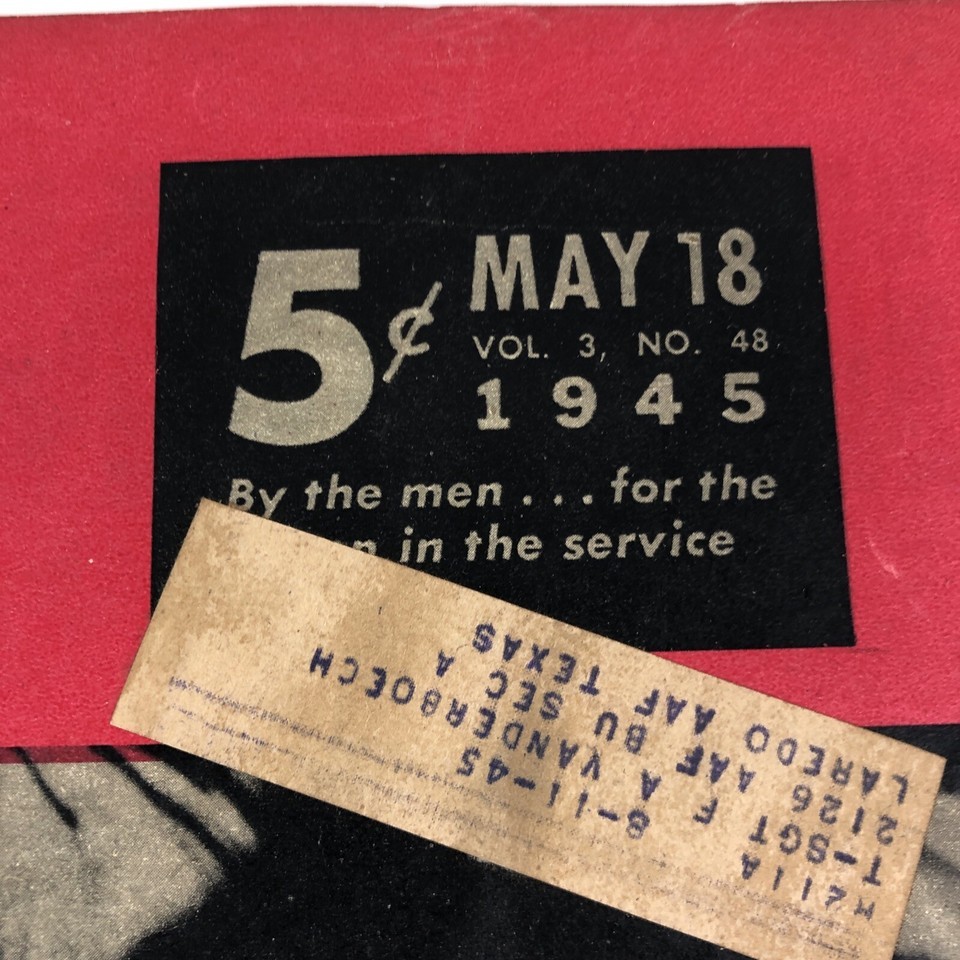 5¢
MAY 18
VOL. 3, NO. 48
1945
By the men . . . for the
in the service
8-11-45
T-SGT F A VANDERBOECH
2126 AAF BU SEC A
LAREDO AAF TEXAS